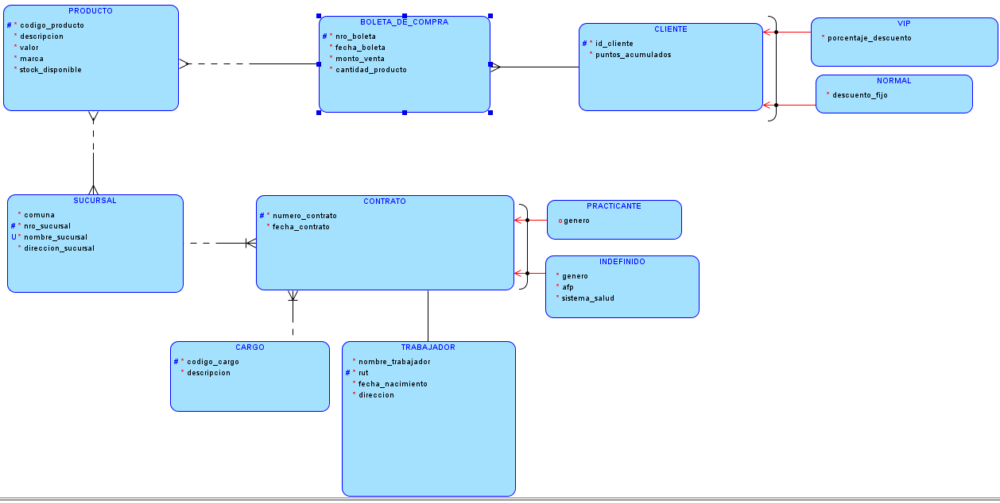 PRODUCTO
# * codigo_producto
* descripcion
* valor
* marca
* stock_disponible
BOLETA_DE_COMPRA
# * nro_boleta
* fecha_boleta
* monto_venta
* cantidad_producto
CLIENTE
# * id_cliente
* puntos_acumulados
VIP
* porcentaje_descuento
NORMAL
* descuento_fijo
SUCURSAL
* comuna
# * nro_sucursal
U * nombre_sucursal
* direccion_sucursal
CONTRATO
# * numero_contrato
* fecha_contrato
PRACTICANTE
o genero
INDEFINIDO
* genero
* afp
* sistema_salud
CARGO
# * codigo_cargo
* descripcion
TRABAJADOR
* nombre_trabajador
# * rut
* fecha_nacimiento
* direccion